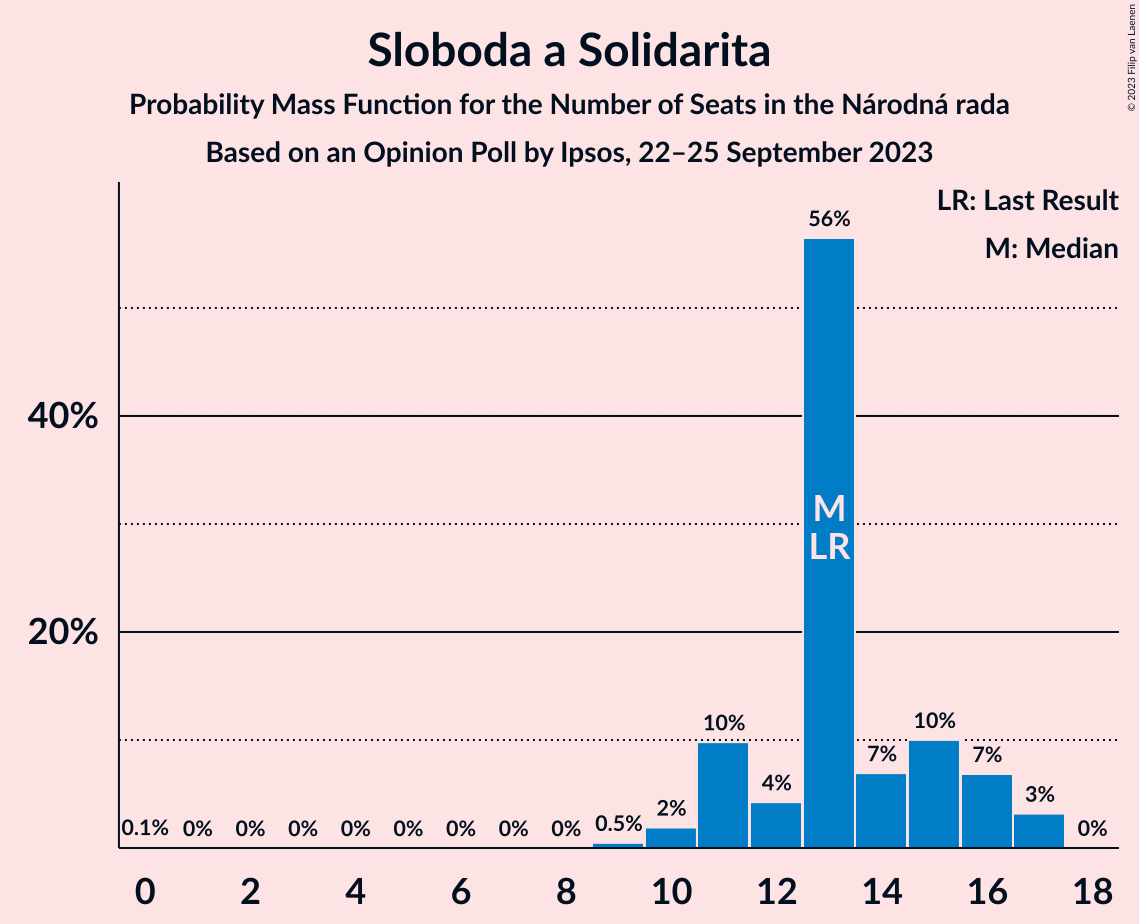 Sloboda a Solidarita
Probability Mass Function for the Number of Seats in the Národná rada
Based on an Opinion Poll by Ipsos, 22–25 September 2023
© 2023 Filip van Laenen
LR: Last Result
M: Median
56%
40%
M
LR
20%
10%
10%
7%
7%
4%
3%
2%
0.5%
0.1% 0% 0% 0% 0% 0% 0% 0% 0% 0%
0 2 4 6 8 10 12 14 16 18